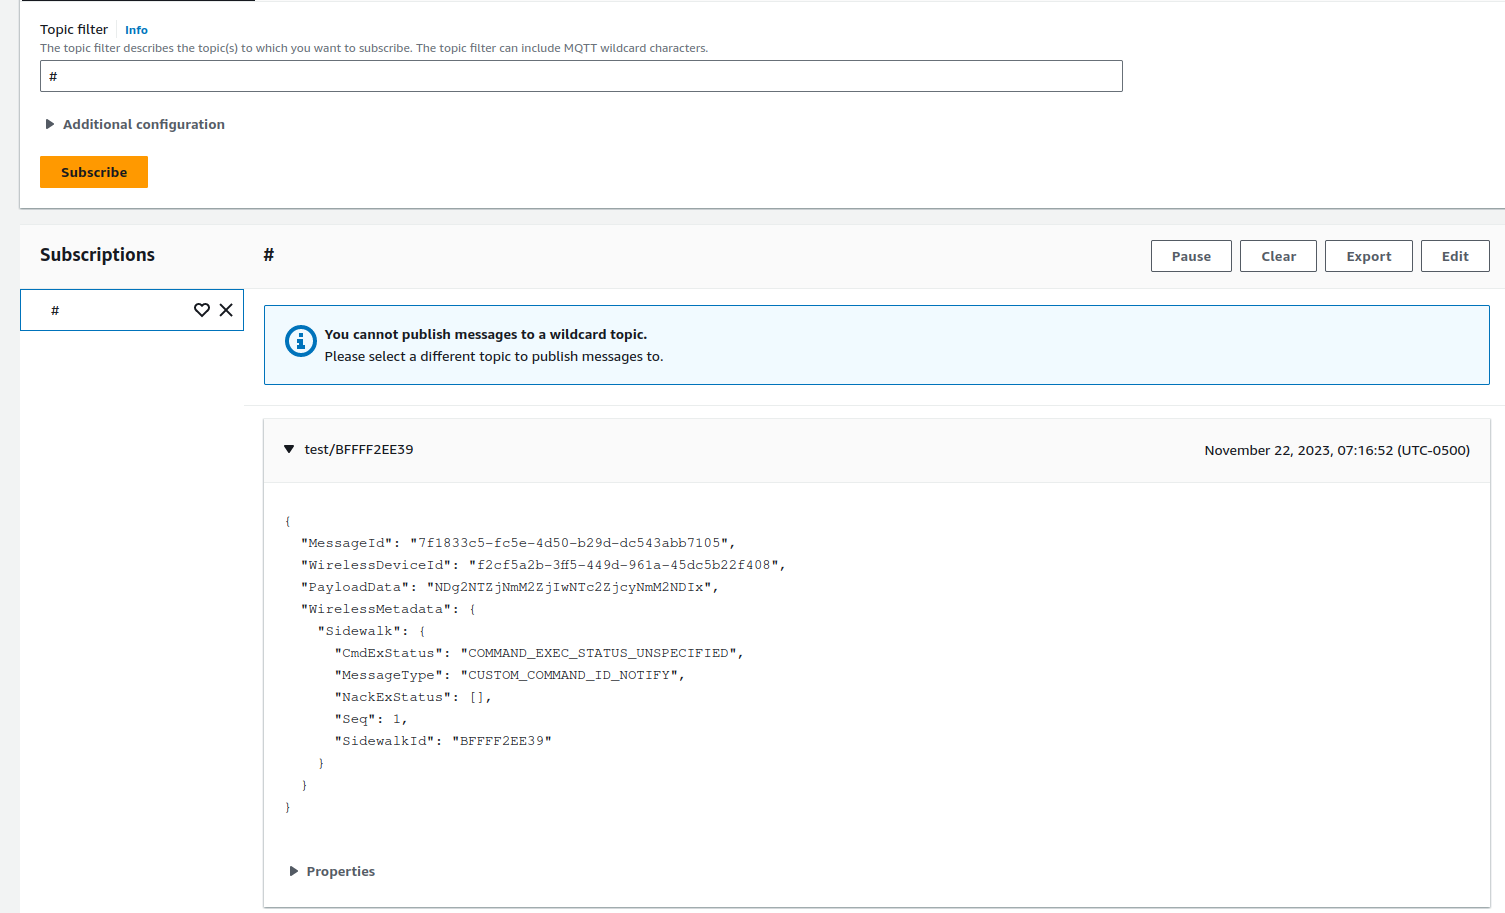 Topic filter Info
The topic filter describes the topic(s) to which you want to subscribe. The topic filter can include MQTT wildcard characters.
#
Additional configuration
Subscribe
Subscriptions
#
Pause Clear Export Edit
#
You cannot publish messages to a wildcard topic.
Please select a different topic to publish messages to.
test/BFFFF2EE39 November 22, 2023, 07:16:52 (UTC-0500)
{
"MessageId": "7f1833c5-fc5e-4d50-b29d-dc543abb7105",
"WirelessDeviceId": "f2cf5a2b-3ff5-449d-961a-45dc5b22f408",
"PayloadData": "NDg2NTZjNmM2ZjIwNTc2ZjcyNmM2NDIx",
"WirelessMetadata": {
"Sidewalk": {
"CmdExStatus": "COMMAND_EXEC_STATUS_UNSPECIFIED",
"MessageType": "CUSTOM_COMMAND_ID_NOTIFY",
"NackExStatus": [],
"Seq": 1,
"SidewalkId": "BFFFF2EE39"
}
}
}
Properties